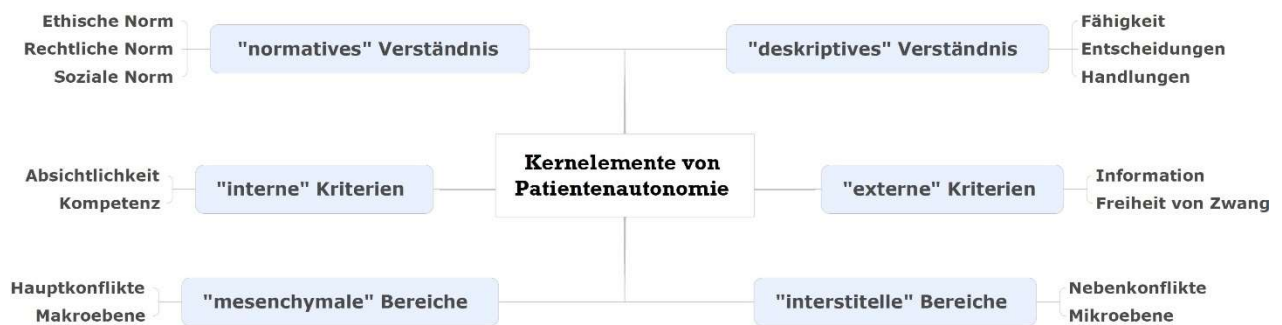 Ethische Norm
Rechtliche Norm
Soziale Norm
"normatives" Verständnis
"deskriptives" Verständnis
Fähigkeit
Entscheidungen
Handlungen
Kernelemente von
Patientenautonomie
Absichtlichkeit
Kompetenz
"interne" Kriterien
"externe" Kriterien
Information
Freiheit von Zwang
Hauptkonflikte
Makroebene
"mesenchymale" Bereiche
"interstitelle" Bereiche
Nebenkonflikte
Mikroebene